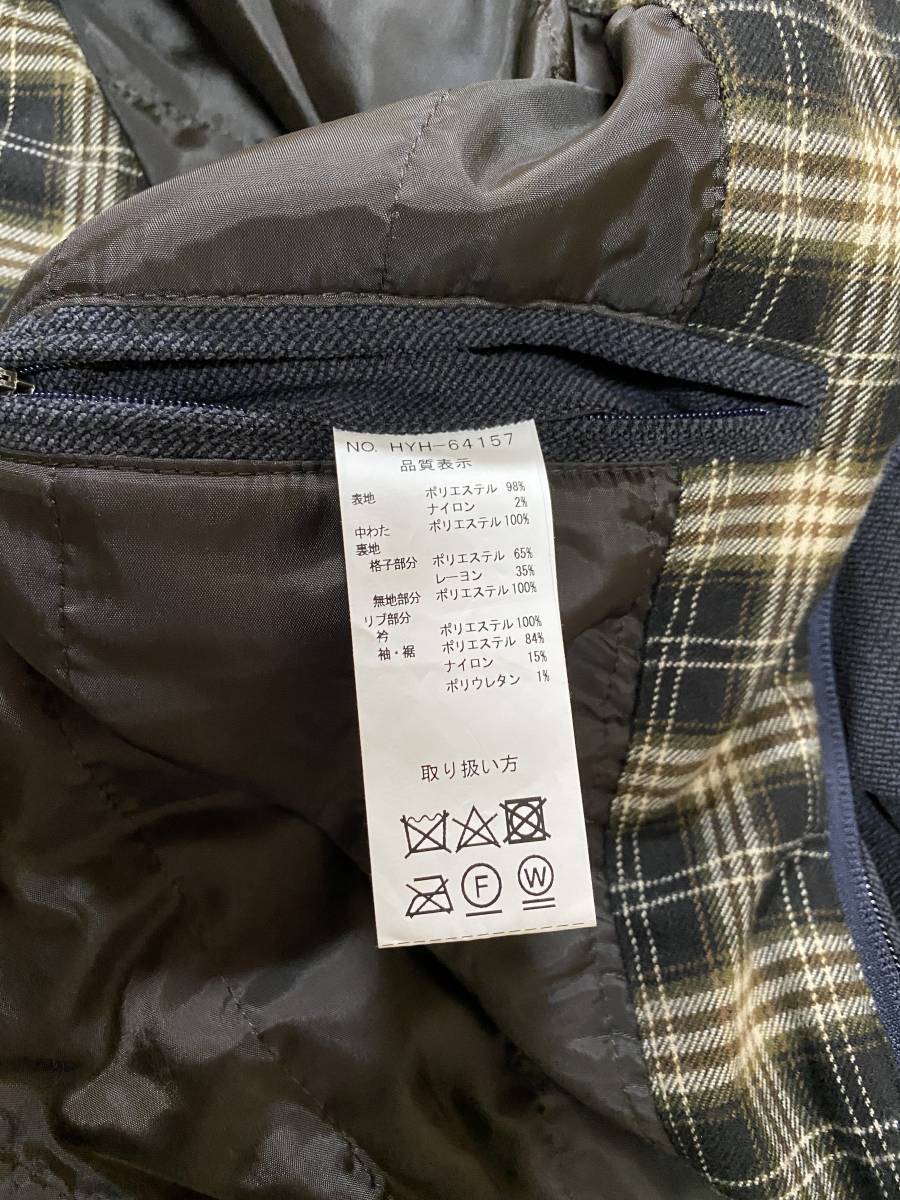 NO. HYH-64157
品質表示
表地 ポリエステル 98%
ナイロン 2%
中わた ポリエステル 100%
裏地
格子部分 ポリエステル 65%
レーヨン 35%
無地部分 ポリエステル 100%
リブ部分
衿 ポリエステル 100%
袖・裾 ポリエステル 84%
ナイロン 15%
ポリウレタン 1%
取り扱い方
F W